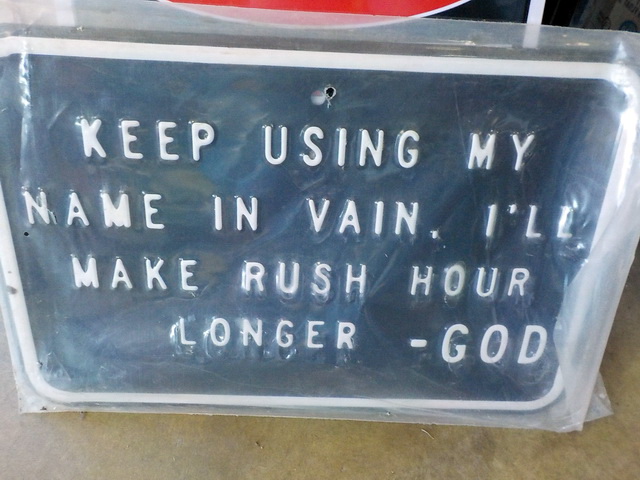 KEEP USING MY
NAME IN VAIN. I'LL
MAKE RUSH HOUR
LONGER -GOD